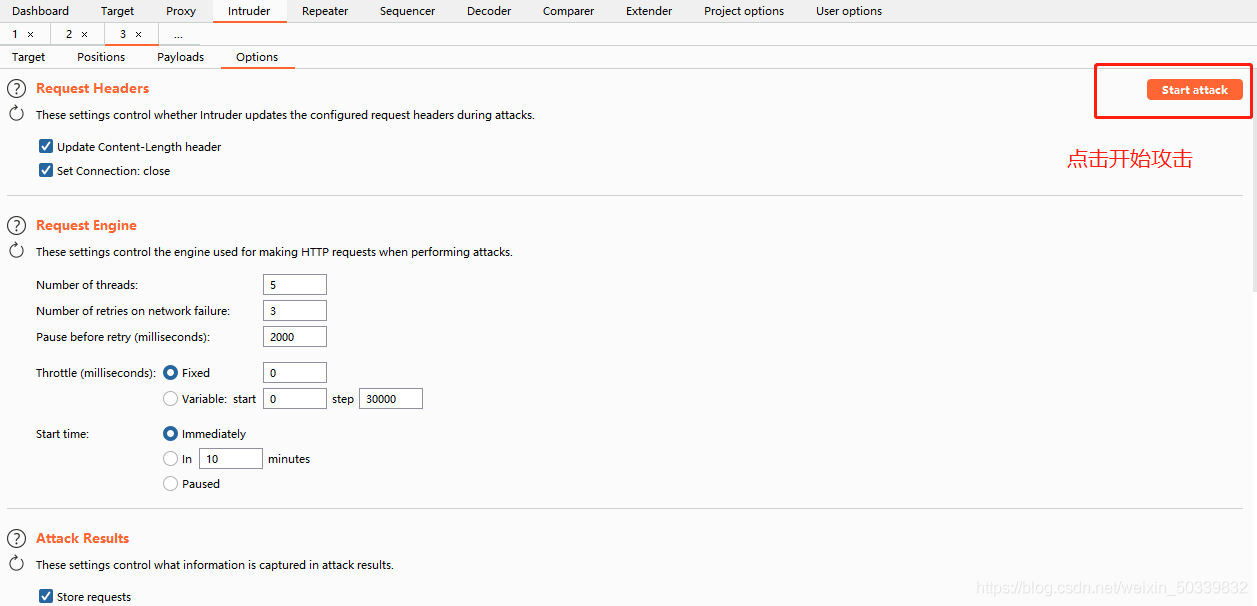 Dashboard Target Proxy Intruder Repeater Sequencer Decoder Comparer Extender Project options User options
1 × 2 × 3 × ...
Target Positions Payloads Options
? Request Headers
Start attack
These settings control whether Intruder updates the configured request headers during attacks.
Update Content-Length header
点击开始攻击
Set Connection: close
? Request Engine
These settings control the engine used for making HTTP requests when performing attacks.
Number of threads: 5
Number of retries on network failure: 3
Pause before retry (milliseconds): 2000
Throttle (milliseconds): Fixed 0
Variable: start 0 step 30000
Start time: Immediately
In 10 minutes
Paused
? Attack Results
These settings control what information is captured in attack results.
Store requests
https://blog.csdn.net/weixin_50339832